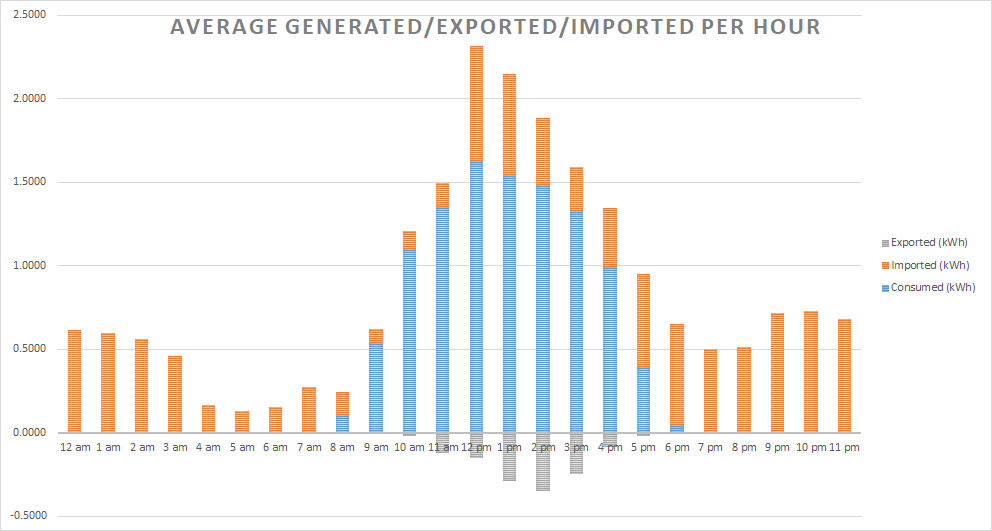 AVERAGE GENERATED/EXPORTED/IMPORTED PER HOUR
2.5000
2.0000
1.5000
1.0000
0.5000
0.0000
-0.5000
12 am 1 am 2 am 3 am 4 am 5 am 6 am 7 am 8 am 9 am 10 am 11 am 12 pm 1 pm 2 pm 3 pm 4 pm 5 pm 6 pm 7 pm 8 pm 9 pm 10 pm 11 pm
Exported (kWh)
Imported (kWh)
Consumed (kWh)